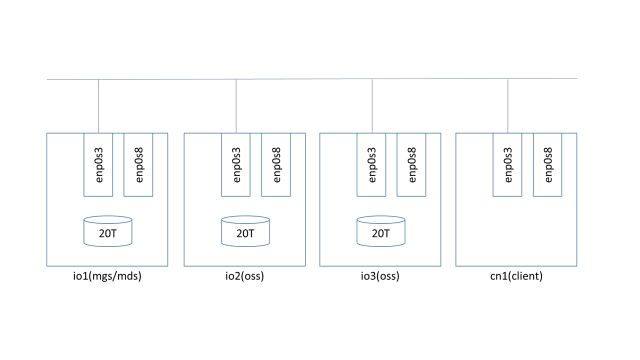 enp0s3
enp0s8
enp0s3
enp0s8
enp0s3
enp0s8
enp0s3
enp0s8
20T
20T
20T
io1(mgs/mds)
io2(oss)
io3(oss)
cn1(client)